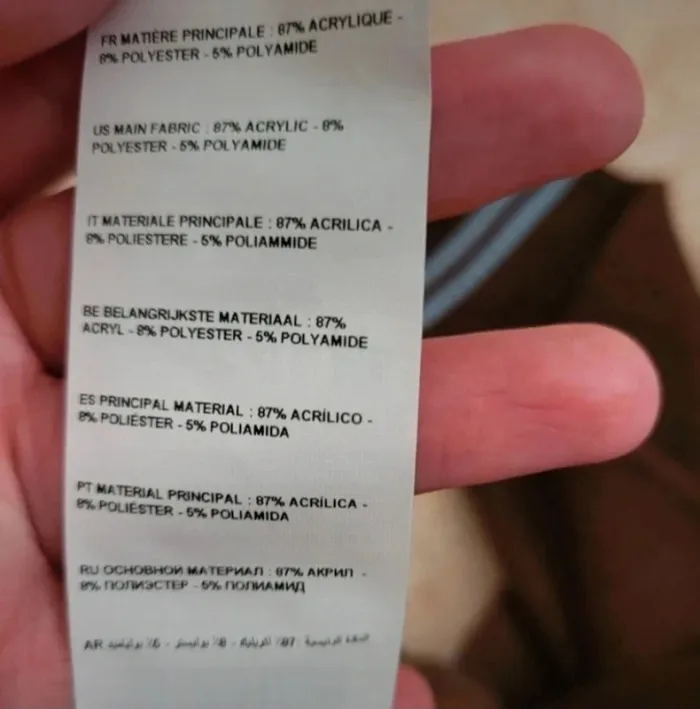 FR MATIÈRE PRINCIPALE : 87% ACRYLIQUE -
8% POLYESTER - 5% POLYAMIDE
US MAIN FABRIC : 87% ACRYLIC - 8%
POLYESTER - 5% POLYAMIDE
IT MATERIALE PRINCIPALE : 87% ACRILICA -
8% POLIESTERE - 5% POLIAMMIDE
BE BELANGRIJKSTE MATERIAAL : 87%
ACRYL - 8% POLYESTER - 5% POLYAMIDE
ES PRINCIPAL MATERIAL : 87% ACRÍLICO -
8% POLIÉSTER - 5% POLIAMIDA
PT MATERIAL PRINCIPAL : 87% ACRÍLICA -
8% POLIÉSTER - 5% POLIAMIDA
RU ОСНОВНОЙ МАТЕРИАЛ : 87% АКРИЛ -
8% ПОЛИЭСТЕР - 5% ПОЛИАМИД
AR